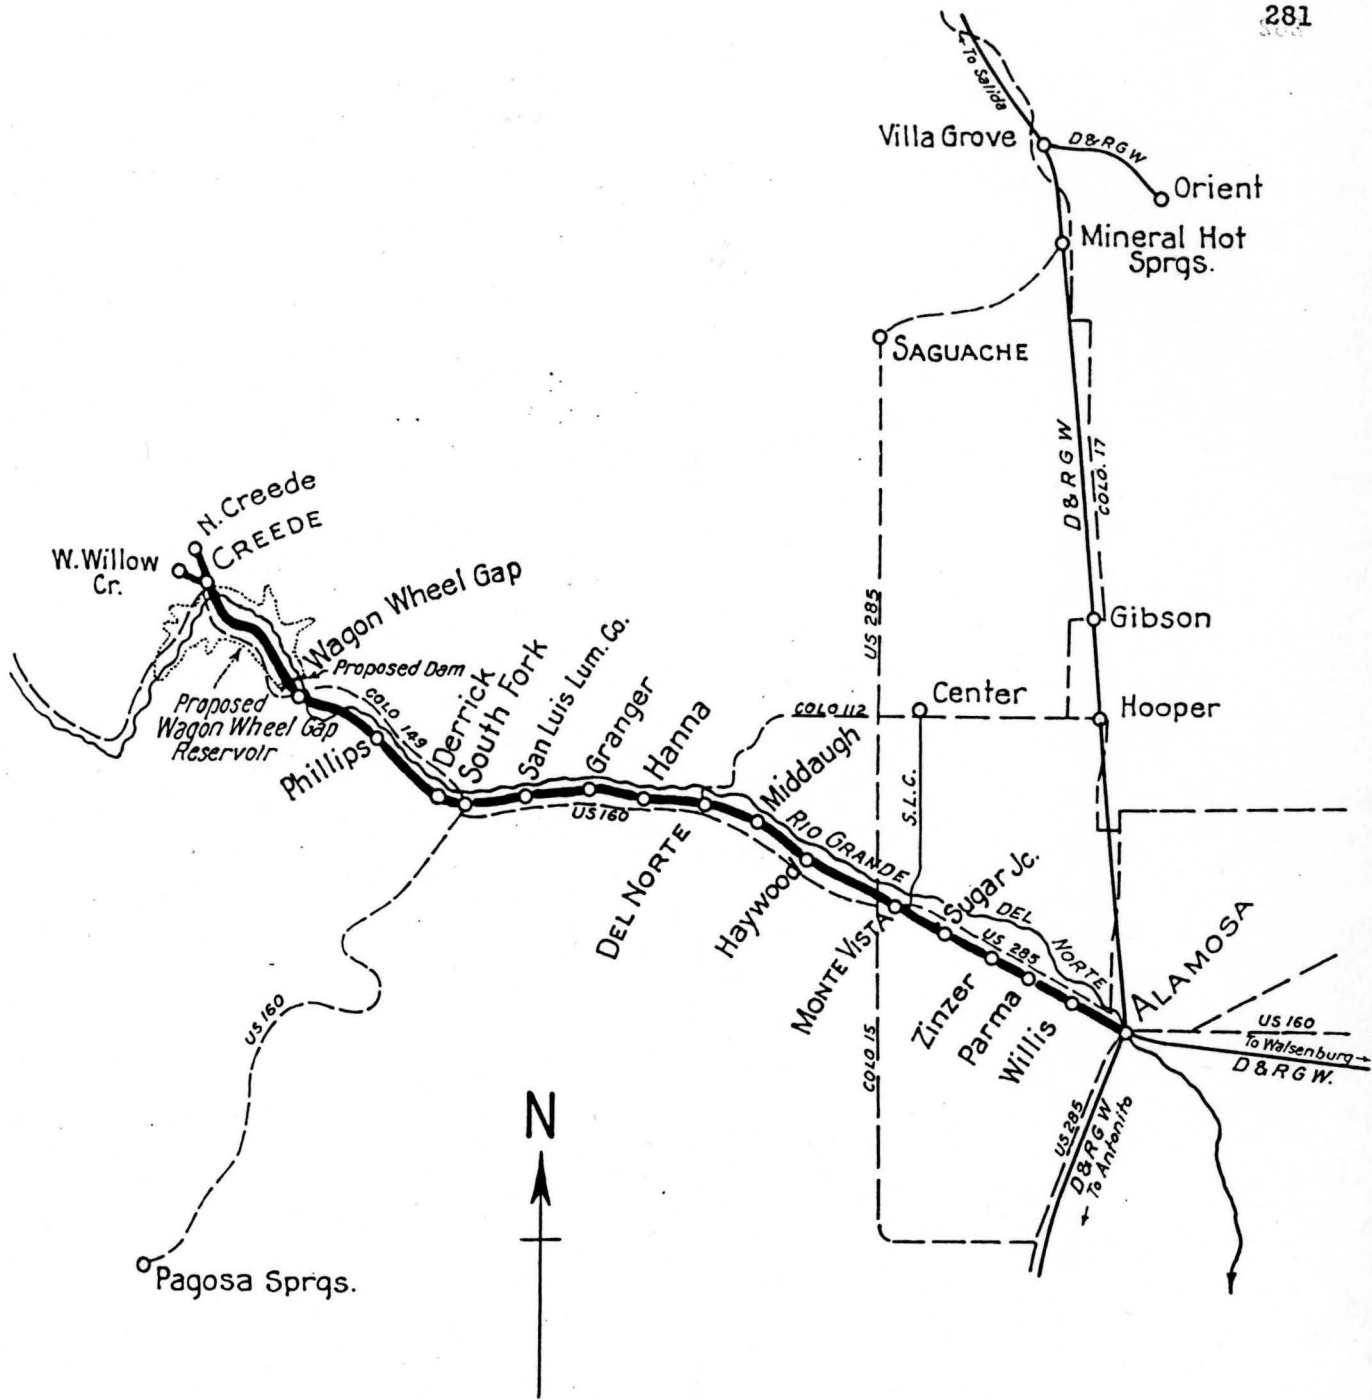 281
To Salida
Villa Grove
D&RGW
Orient
Mineral Hot
Sprgs.
SAGUACHE
D&RGW
COLO. 17
N. Creede
CREEDE
W. Willow
Cr.
Wagon Wheel Gap
Proposed Dam
US 285
Gibson
Proposed
Wagon Wheel Gap
Reservoir
COLO 149
Phillips
Derrick
South Fork
San Luis Lum. Co.
Granger
Hanna
US 160
COLO 112
Center
Hooper
Middaugh
S.L.C.
RIO GRANDE DEL NORTE
DEL NORTE
Haywood
MONTE VISTA
Sugar Jc.
US 285
Zinzer
Parma
Willis
ALAMOSA
US 160
To Walsenburg
D&RGW.
US 160
COLO 15
US 285
D&RGW
To Antonito
N
Pagosa Sprgs.